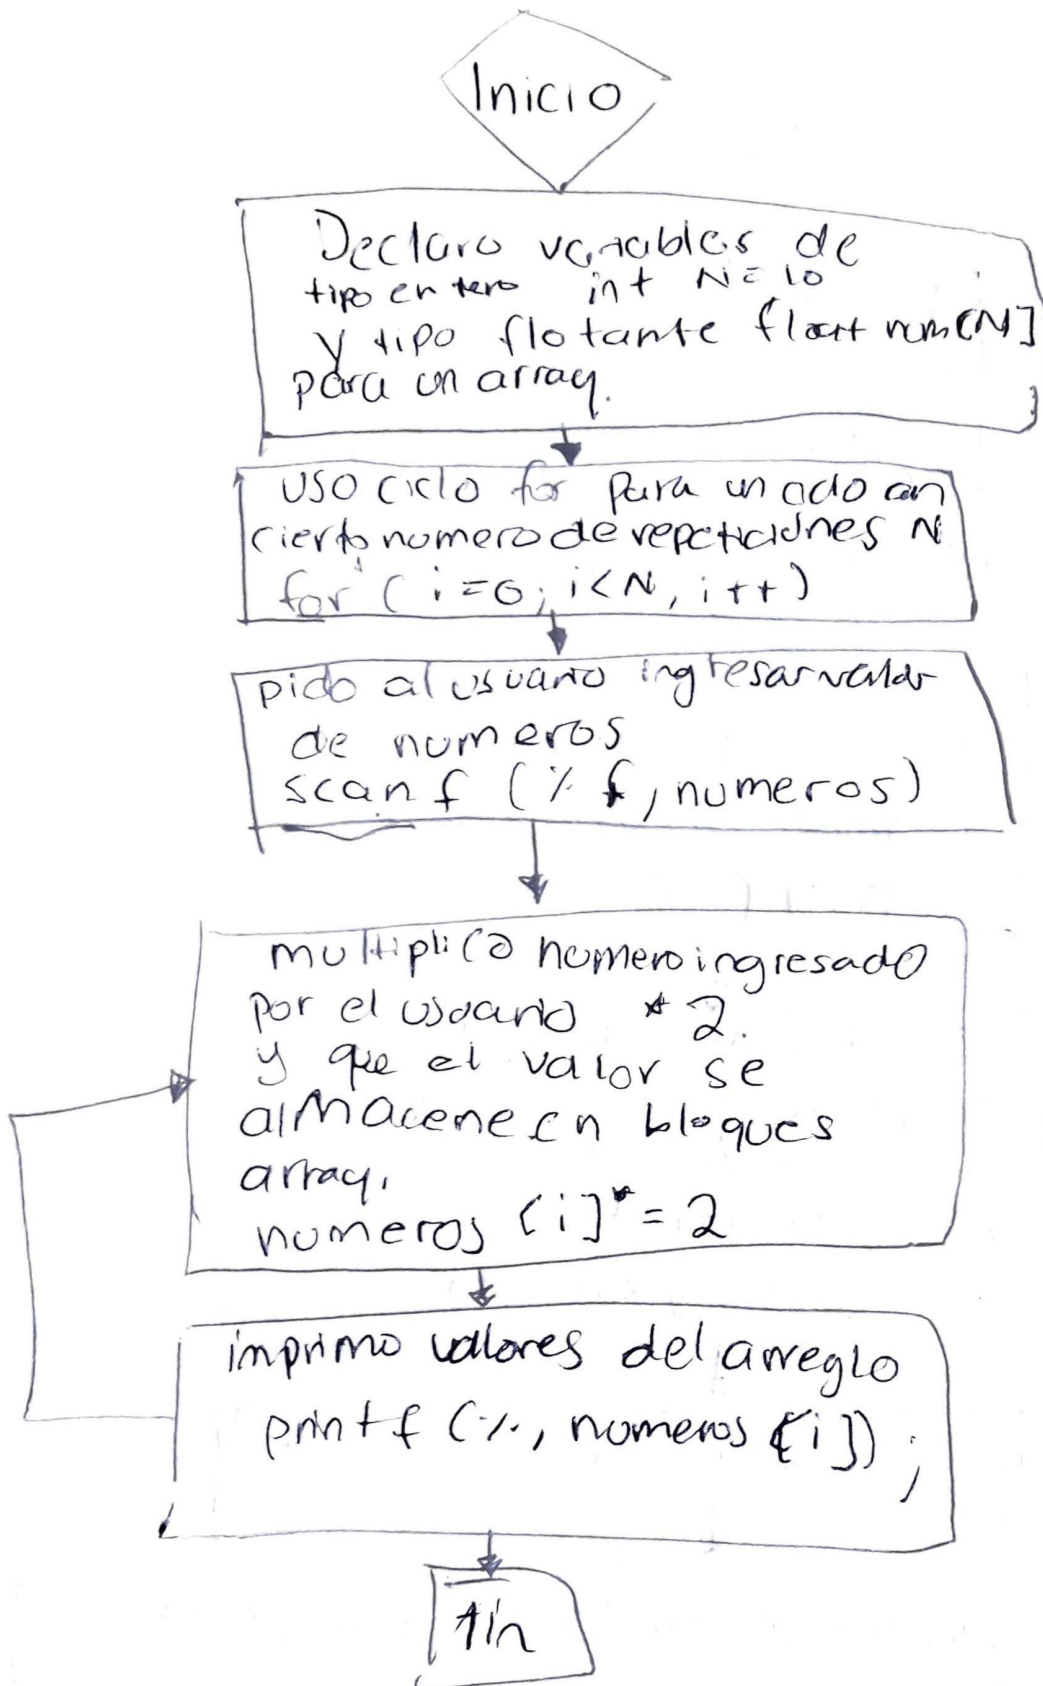 Inicio
Declaro variables de
tipo entero int N = 10
y tipo flotante float num[N]
para un array.
uso ciclo for para un ciclo con
cierto numero de repeticiones N
for ( i = 0; i < N, i++)
pido al usuario ingresar valor
de numeros
scanf (% f, numeros)
multiplico numero ingresado
por el usuario * 2.
y que el valor se
almacene en bloques
array.
numeros [i] *= 2
imprimo valores del arreglo
printf (%, numeros [i]);
fin